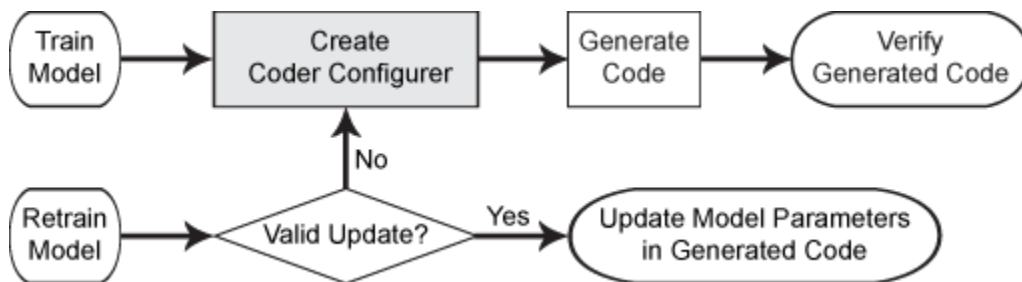 Train
Model
Create
Coder Configurer
Generate
Code
Verify
Generated Code
No
Retrain
Model
Valid Update?
Yes
Update Model Parameters
in Generated Code